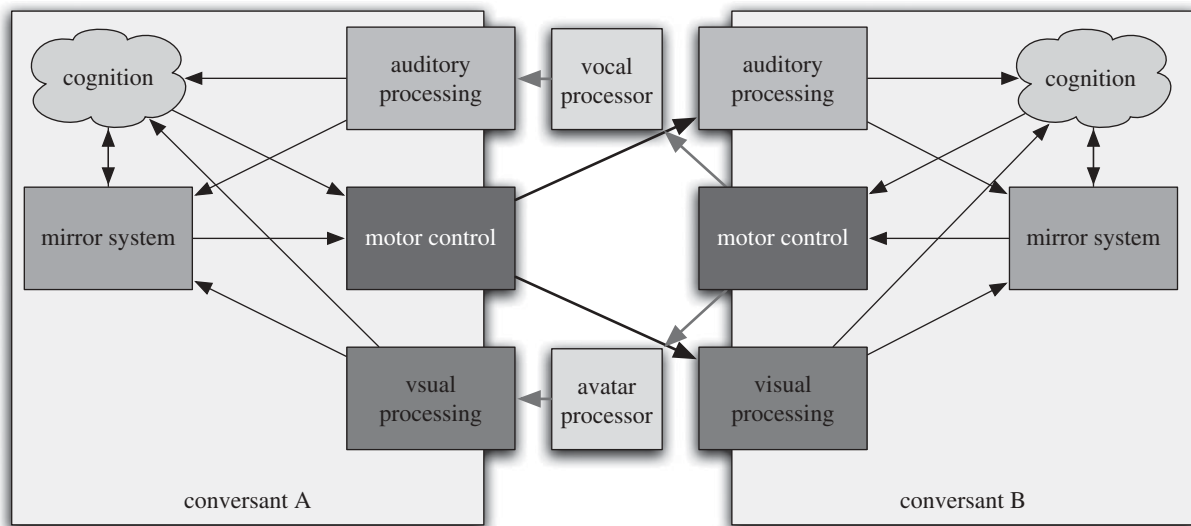 cognition
auditory
processing
vocal
processor
auditory
processing
cognition
mirror system
motor control
motor control
mirror system
vsual
processing
avatar
processor
visual
processing
conversant A
conversant B